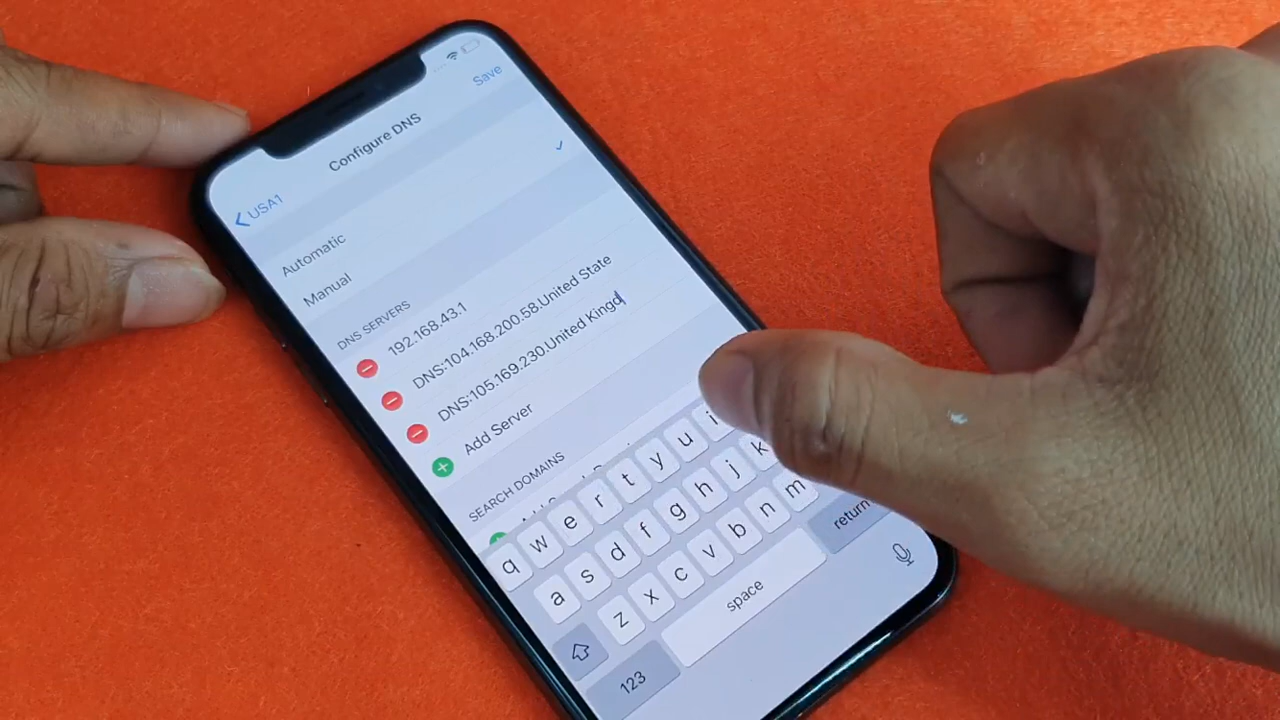 Save
Configure DNS
USA1
Automatic
Manual
DNS SERVERS
192.168.43.1
DNS:104.168.200.58.United State
DNS:105.169.230.United Kingd
Add Server
SEARCH DOMAINS
q w e r t y u i
a s d f g h j k
z x c v b n m
123 space return